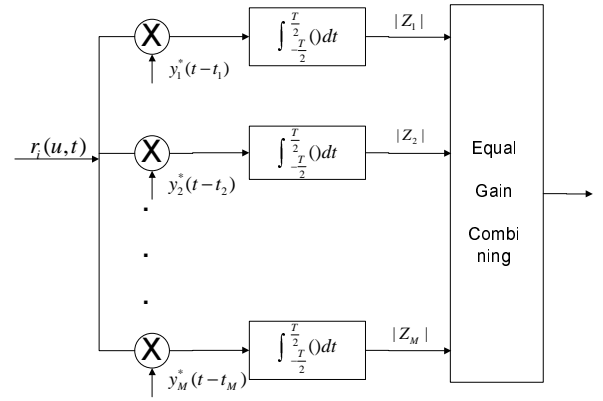 X
∫_{-T/2}^{T/2}()dt
|Z_1|
y_1^*(t-t_1)
r_i(u,t)
X
∫_{-T/2}^{T/2}()dt
|Z_2|
y_2^*(t-t_2)
Equal
Gain
Combi
ning
X
∫_{-T/2}^{T/2}()dt
|Z_M|
y_M^*(t-t_M)